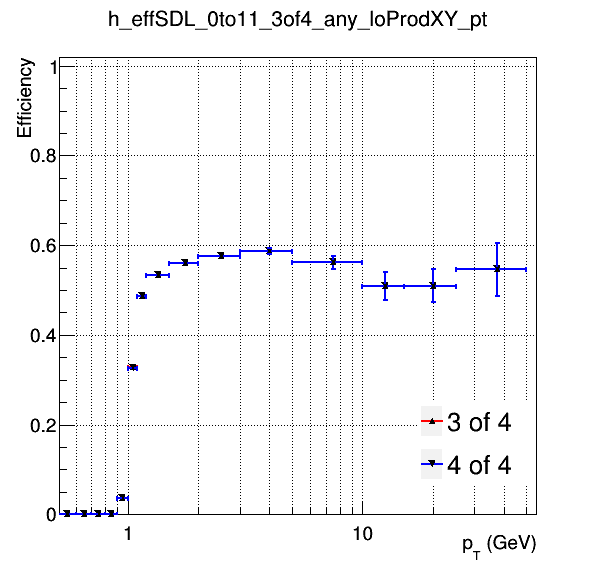 h_effSDL_0to11_3of4_any_loProdXY_pt
Efficiency
1
0.8
0.6
0.4
0.2
0
3 of 4
4 of 4
1
10
p_T (GeV)